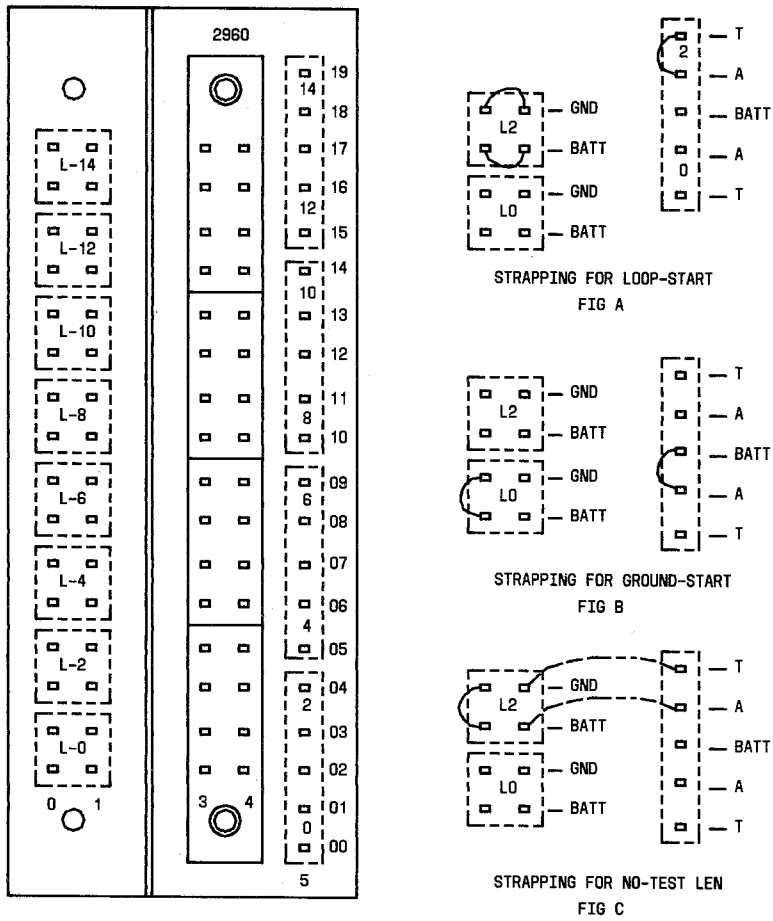 2960
L-14
L-12
L-10
L-8
L-6
L-4
L-2
L-0
0 1
3 4
14
12
10
8
6
4
2
0
19
18
17
16
15
14
13
12
11
10
09
08
07
06
05
04
03
02
01
00
5
L2
GND
BATT
L0
GND
BATT
2
0
T
A
BATT
A
T
STRAPPING FOR LOOP-START
FIG A
L2
GND
BATT
L0
GND
BATT
T
A
BATT
A
T
STRAPPING FOR GROUND-START
FIG B
L2
GND
BATT
L0
GND
BATT
T
A
BATT
A
T
STRAPPING FOR NO-TEST LEN
FIG C